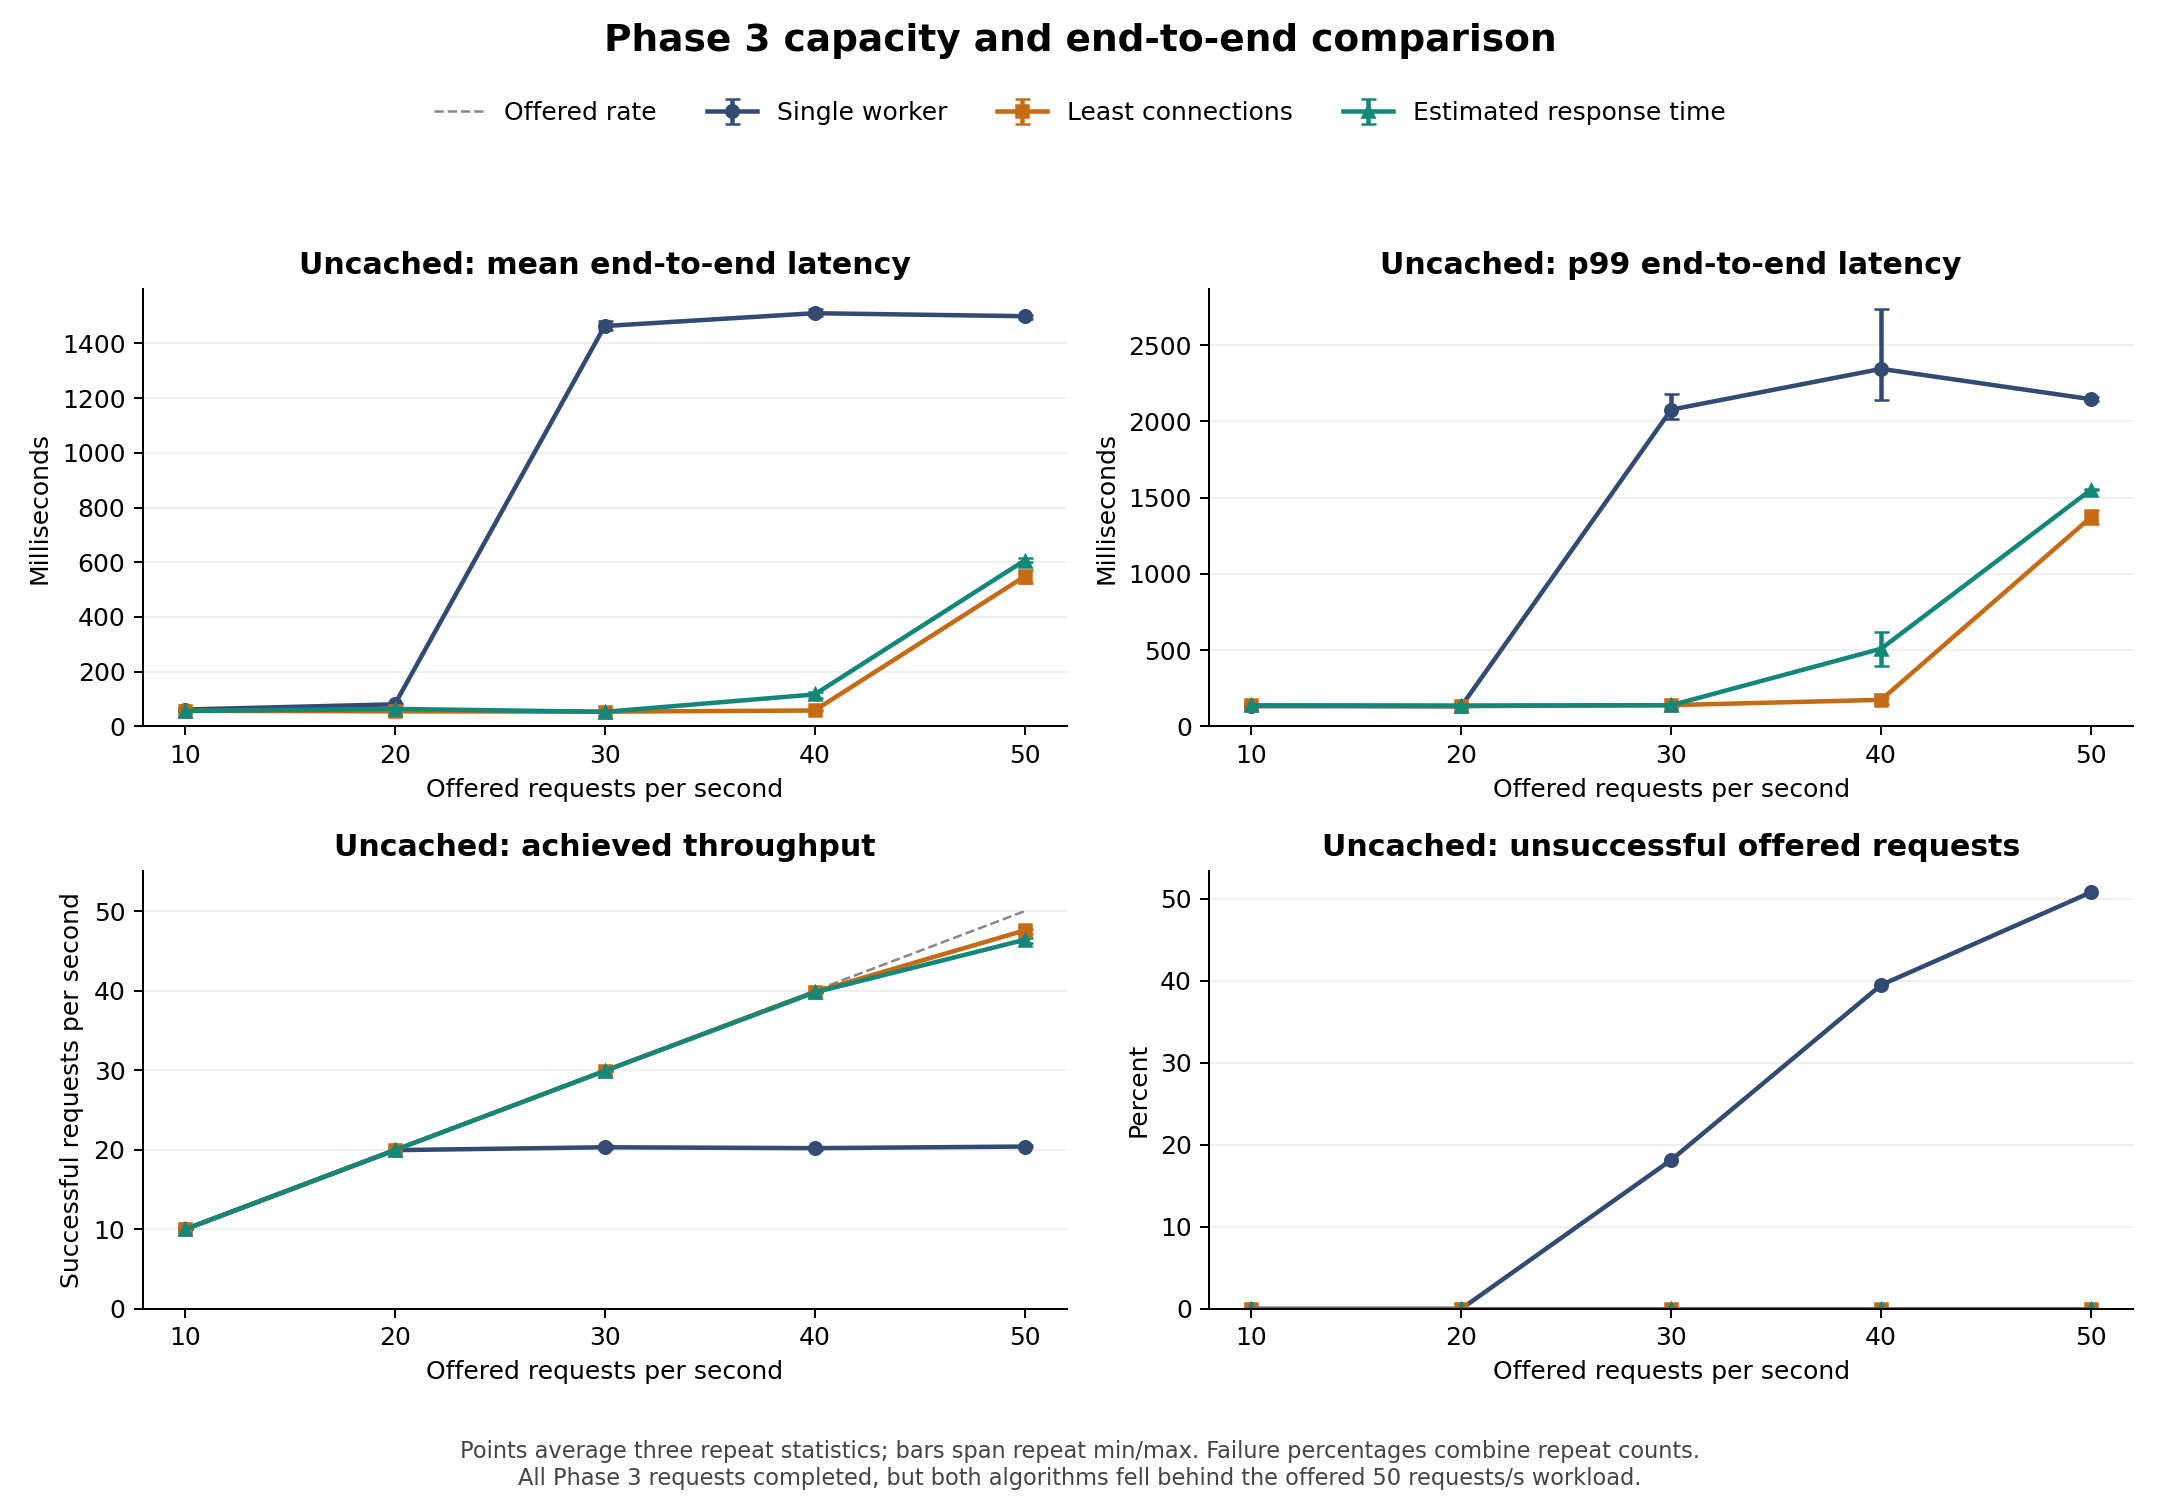 Phase 3 capacity and end-to-end comparison
Offered rate Single worker Least connections Estimated response time
Uncached: mean end-to-end latency
Milliseconds
1400
1200
1000
800
600
400
200
0
10 20 30 40 50
Offered requests per second
Uncached: p99 end-to-end latency
Milliseconds
2500
2000
1500
1000
500
0
10 20 30 40 50
Offered requests per second
Uncached: achieved throughput
Successful requests per second
50
40
30
20
10
0
10 20 30 40 50
Offered requests per second
Uncached: unsuccessful offered requests
Percent
50
40
30
20
10
0
10 20 30 40 50
Offered requests per second
Points average three repeat statistics; bars span repeat min/max. Failure percentages combine repeat counts.
All Phase 3 requests completed, but both algorithms fell behind the offered 50 requests/s workload.